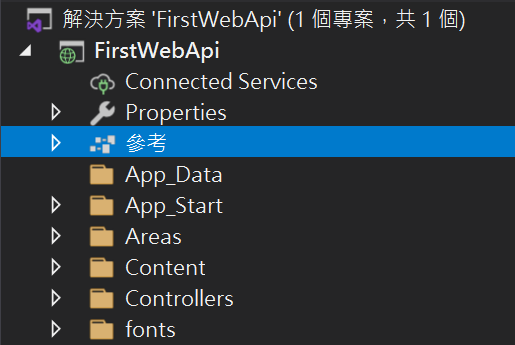 解決方案 'FirstWebApi' (1 個專案，共 1 個)
FirstWebApi
Connected Services
Properties
參考
App_Data
App_Start
Areas
Content
Controllers
fonts